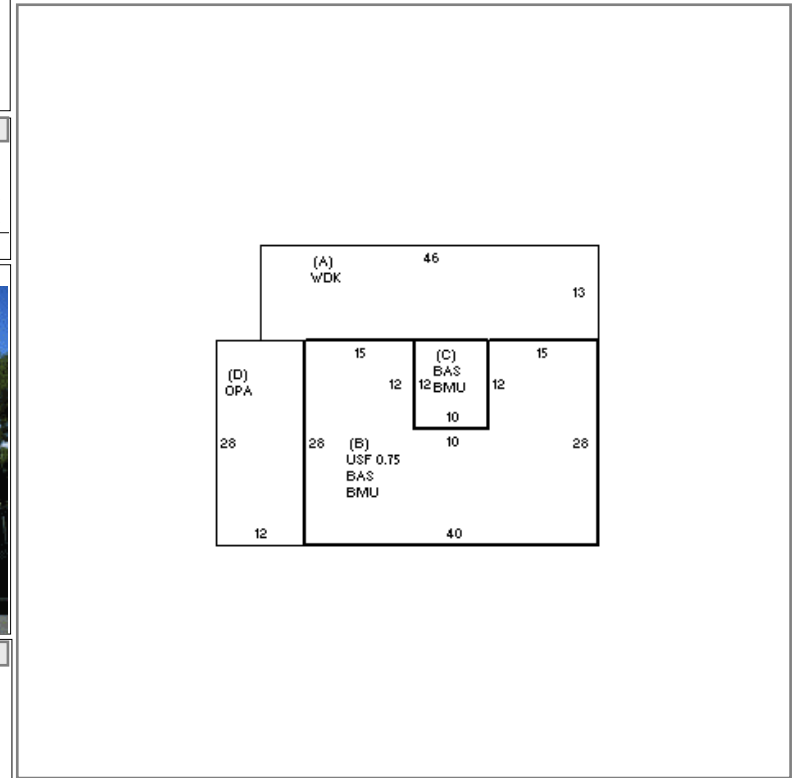 (A)
WDK
46
13
15
(C)
BAS
BMU
15
12
12
12
10
(D)
OPA
28
12
28
(B)
USF 0.75
BAS
BMU
10
28
40